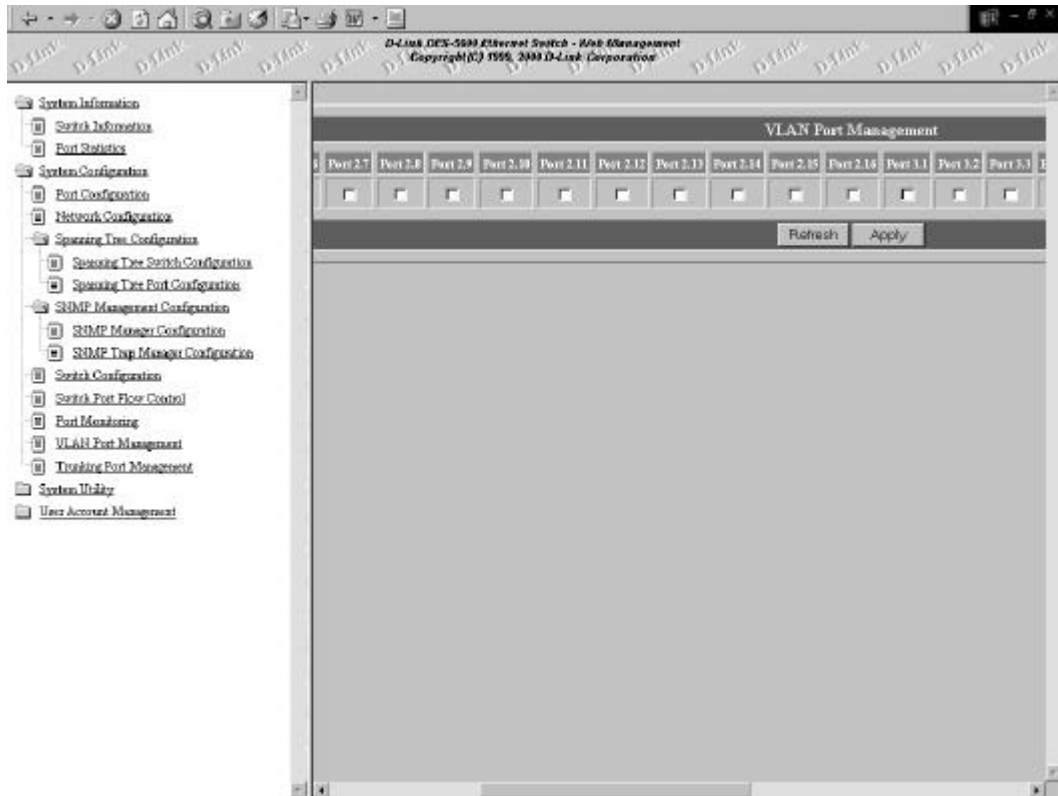 D-Link DES-5600 Ethernet Switch - Web Management
Copyright(C) 1999, 2000 D-Link Corporation
System Information
Switch Information
Port Statistics
System Configuration
Port Configuration
Network Configuration
Spanning Tree Configuration
Spanning Tree Switch Configuration
Spanning Tree Port Configuration
SNMP Management Configuration
SNMP Manager Configuration
SNMP Trap Manager Configuration
Switch Configuration
Switch Port Flow Control
Port Monitoring
VLAN Port Management
Trunking Port Management
System Utility
User Account Management
VLAN Port Management
Port 2.7 Port 2.8 Port 2.9 Port 2.10 Port 2.11 Port 2.12 Port 2.13 Port 2.14 Port 2.15 Port 2.16 Port 3.1 Port 3.2 Port 3.3
Refresh Apply